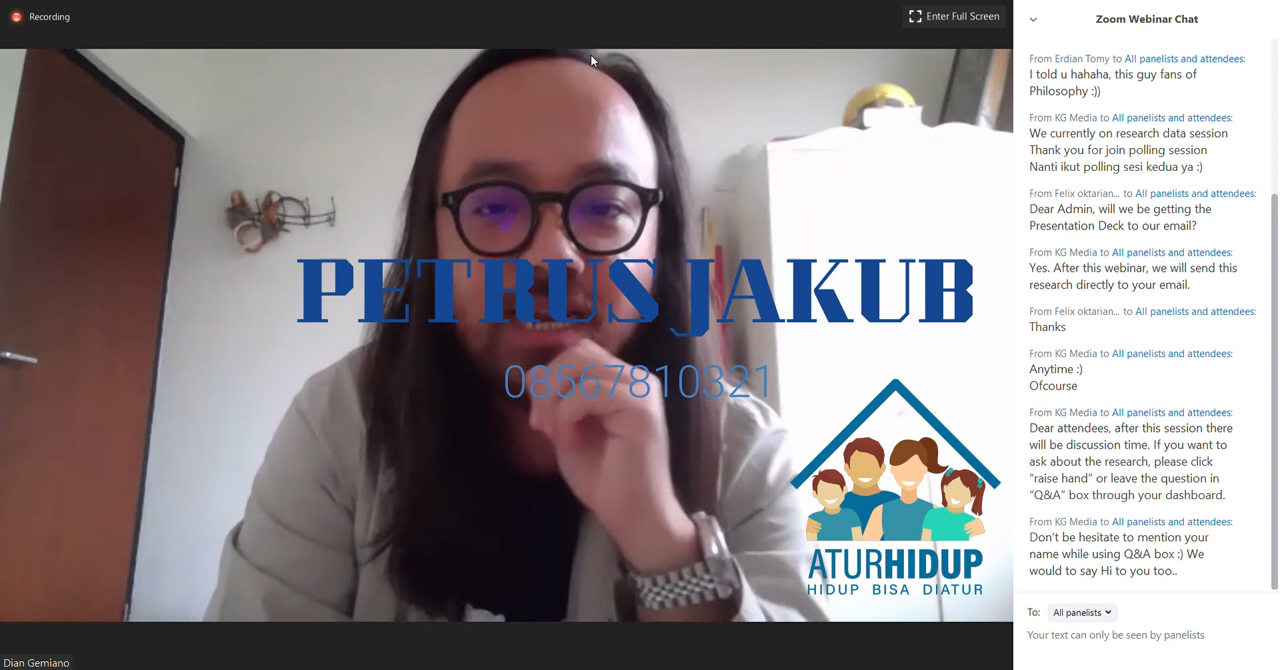 Recording
Enter Full Screen
PETRUS JAKUB
08567810321
ATURHIDUP
HIDUP BISA DIATUR
Dian Gemiano
Zoom Webinar Chat
From Erdian Tomy to All panelists and attendees:
I told u hahaha, this guy fans of
Philosophy :))
From KG Media to All panelists and attendees:
We currently on research data session
Thank you for join polling session
Nanti ikut polling sesi kedua ya :)
From Felix oktarian... to All panelists and attendees:
Dear Admin, will we be getting the
Presentation Deck to our email?
From KG Media to All panelists and attendees:
Yes. After this webinar, we will send this
research directly to your email.
From Felix oktarian... to All panelists and attendees:
Thanks
From KG Media to All panelists and attendees:
Anytime :)
Ofcourse
From KG Media to All panelists and attendees:
Dear attendees, after this session there
will be discussion time. If you want to
ask about the research, please click
“raise hand” or leave the question in
“Q&A” box through your dashboard.
From KG Media to All panelists and attendees:
Don't be hesitate to mention your
name while using Q&A box :) We
would to say Hi to you too..
To: All panelists
Your text can only be seen by panelists